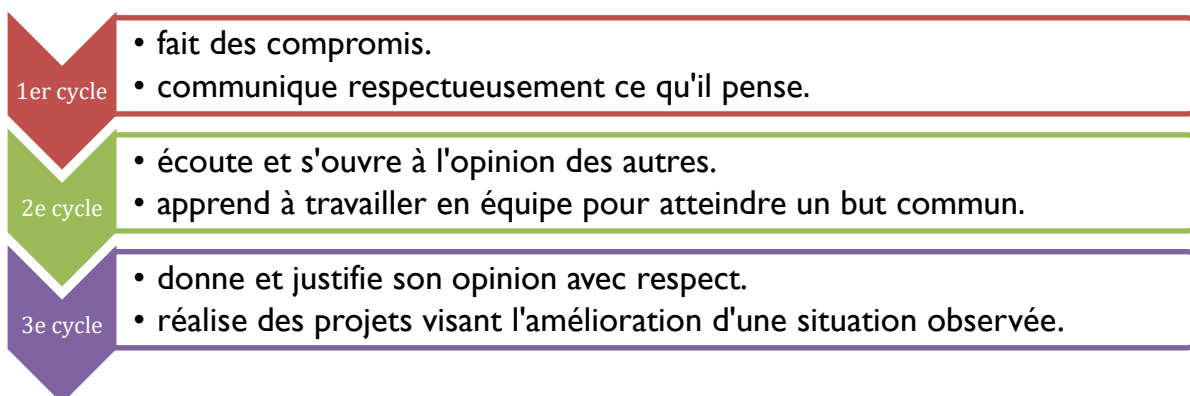 1er cycle
• fait des compromis.
• communique respectueusement ce qu'il pense.
2e cycle
• écoute et s'ouvre à l'opinion des autres.
• apprend à travailler en équipe pour atteindre un but commun.
3e cycle
• donne et justifie son opinion avec respect.
• réalise des projets visant l'amélioration d'une situation observée.